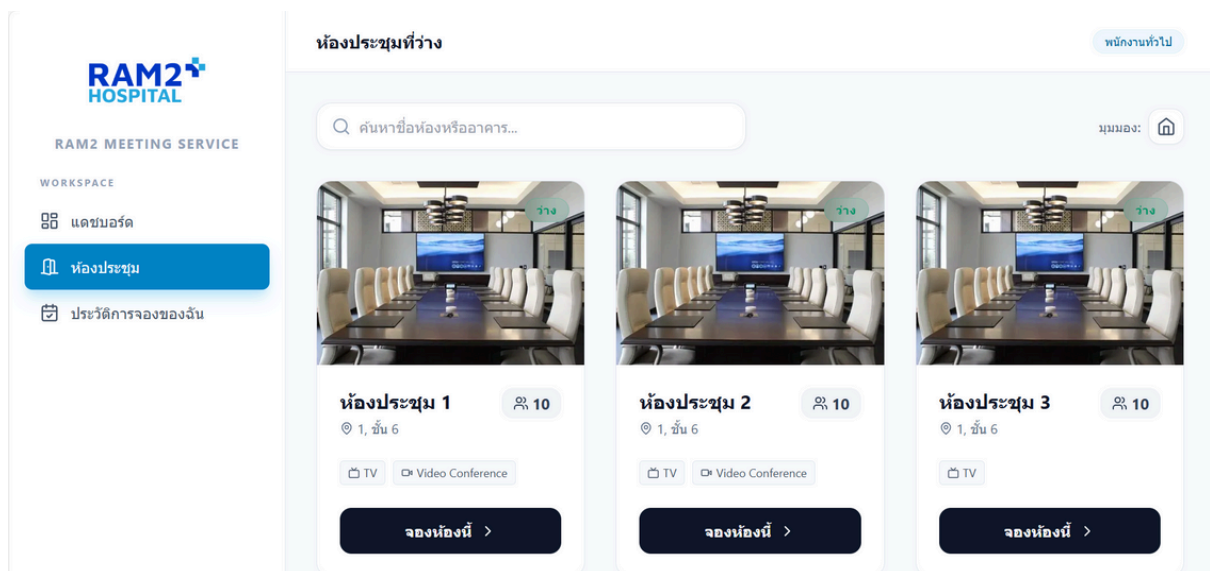 RAM2
HOSPITAL
RAM2 MEETING SERVICE
WORKSPACE
แดชบอร์ด
ห้องประชุม
ประวัติการจองของฉัน
ห้องประชุมที่ว่าง
พนักงานทั่วไป
ค้นหาชื่อห้องหรืออาคาร...
มุมมอง:
ว่าง
ห้องประชุม 1
10
1, ชั้น 6
TV
Video Conference
จองห้องนี้
ว่าง
ห้องประชุม 2
10
1, ชั้น 6
TV
Video Conference
จองห้องนี้
ว่าง
ห้องประชุม 3
10
1, ชั้น 6
TV
จองห้องนี้